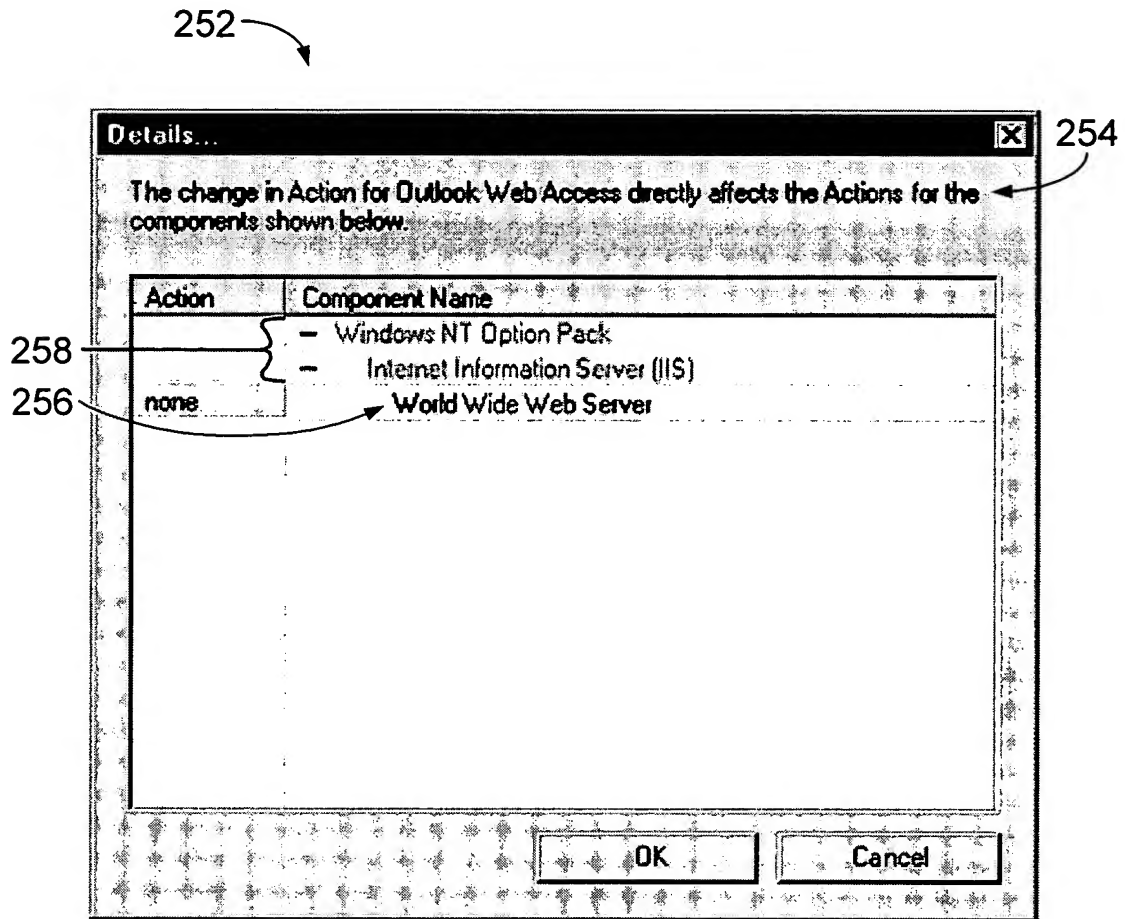 252
Details...
254
The change in Action for Outlook Web Access directly affects the Actions for the
components shown below.
Action Component Name
258
– Windows NT Option Pack
– Internet Information Server (IIS)
256
none World Wide Web Server
OK Cancel